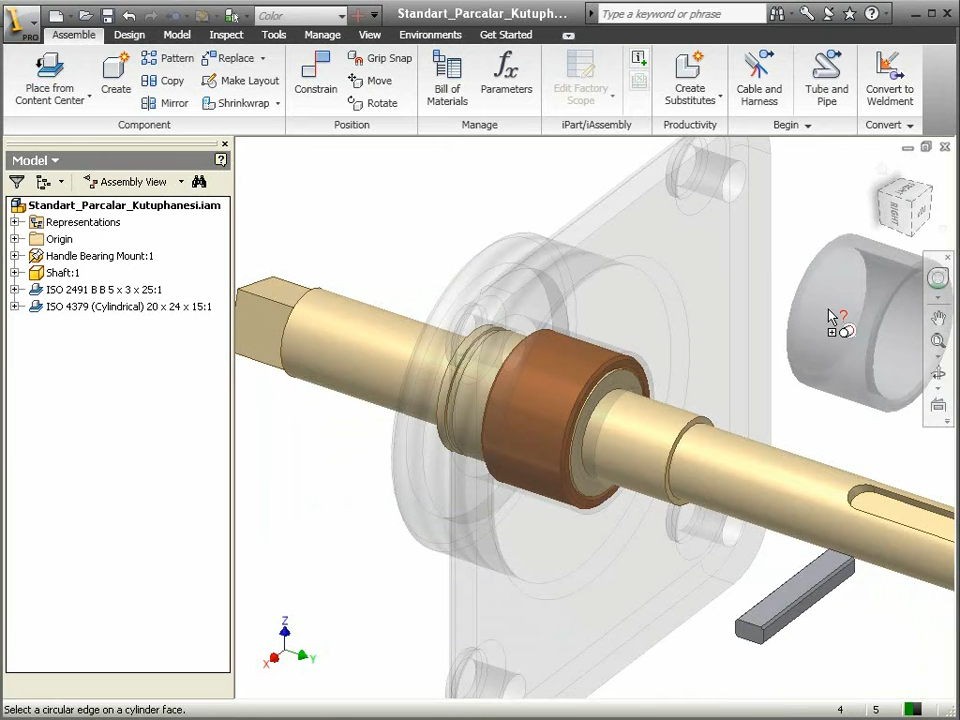 Color
Standart_Parcalar_Kutuph...
Type a keyword or phrase
PRO
Assemble
Design
Model
Inspect
Tools
Manage
View
Environments
Get Started
Place from
Content Center
Create
Pattern
Copy
Mirror
Replace
Make Layout
Shrinkwrap
Constrain
Grip Snap
Move
Rotate
Bill of
Materials
Parameters
Edit Factory
Scope
Create
Substitutes
Cable and
Harness
Tube and
Pipe
Convert to
Weldment
Component
Position
Manage
iPart/iAssembly
Productivity
Begin
Convert
Model
Assembly View
Standart_Parcalar_Kutuphanesi.iam
Representations
Origin
Handle Bearing Mount:1
Shaft:1
ISO 2491 B B 5 x 3 x 25:1
ISO 4379 (Cylindrical) 20 x 24 x 15:1
RIGHT
Z
X
Y
Select a circular edge on a cylinder face.
4
5